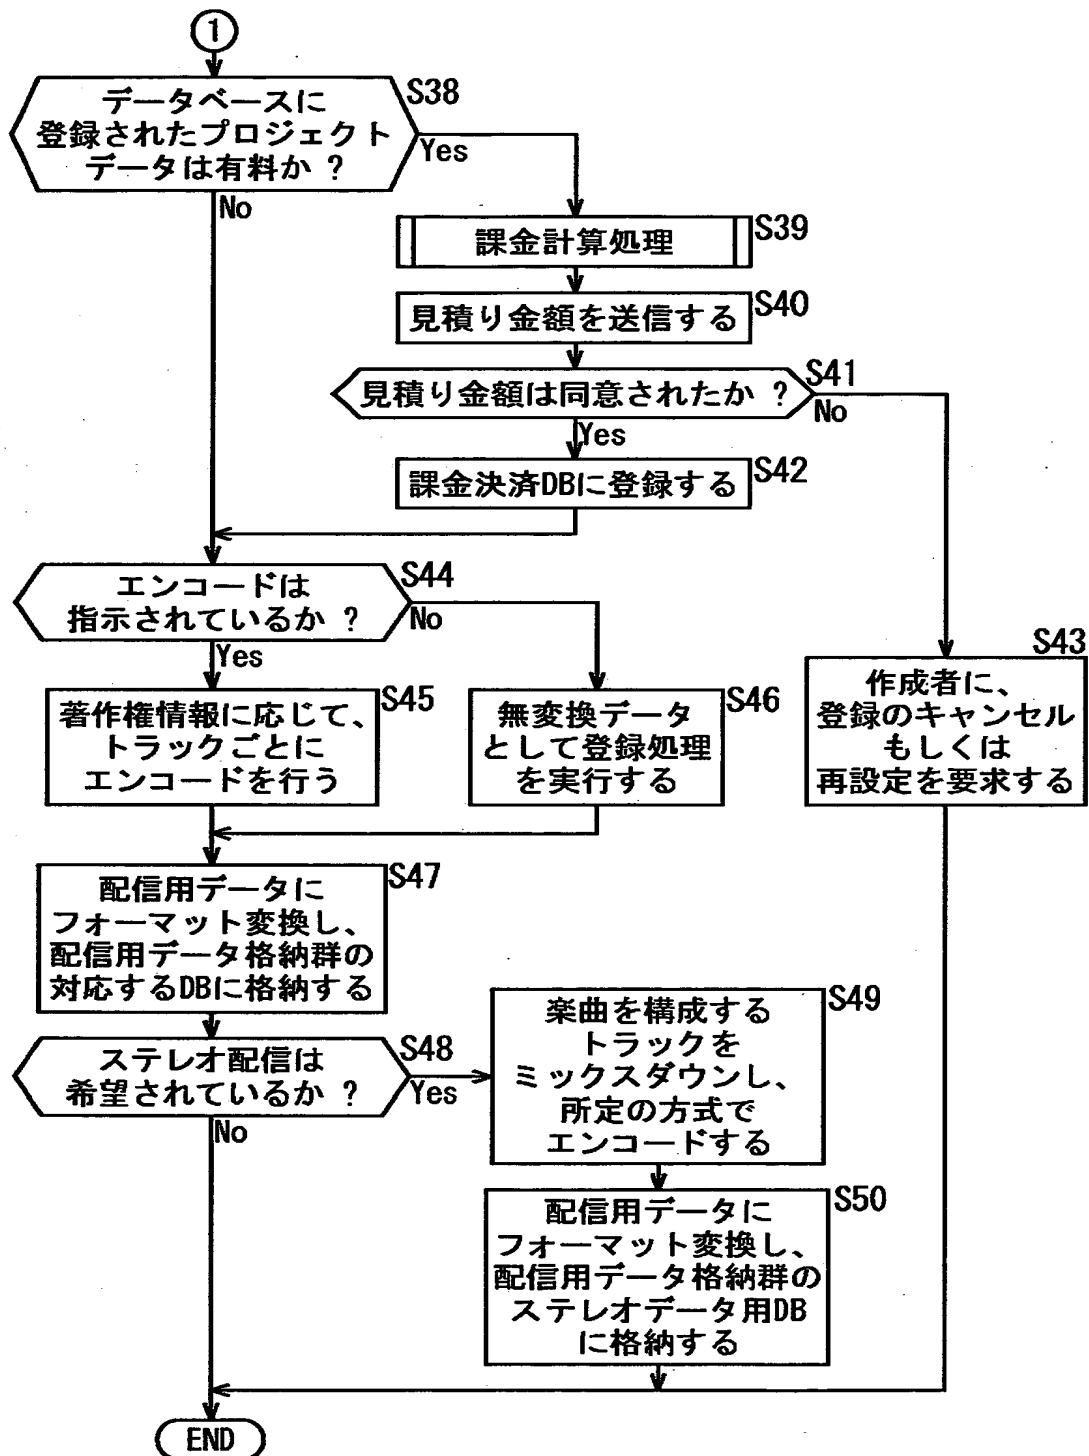 1
データベースに
登録されたプロジェクト
データは有料か ?
S38
Yes
No
課金計算処理
S39
見積り金額を送信する
S40
見積り金額は同意されたか ?
S41
No
Yes
課金決済DBに登録する
S42
エンコードは
指示されているか ?
S44
No
Yes
著作権情報に応じて、
トラックごとに
エンコードを行う
S45
無変換データ
として登録処理
を実行する
S46
S43
作成者に、
登録のキャンセル
もしくは
再設定を要求する
配信用データに
フォーマット変換し、
配信用データ格納群の
対応するDBに格納する
S47
ステレオ配信は
希望されているか ?
S48
Yes
No
楽曲を構成する
トラックを
ミックスダウンし、
所定の方式で
エンコードする
S49
配信用データに
フォーマット変換し、
配信用データ格納群の
ステレオデータ用DB
に格納する
S50
END